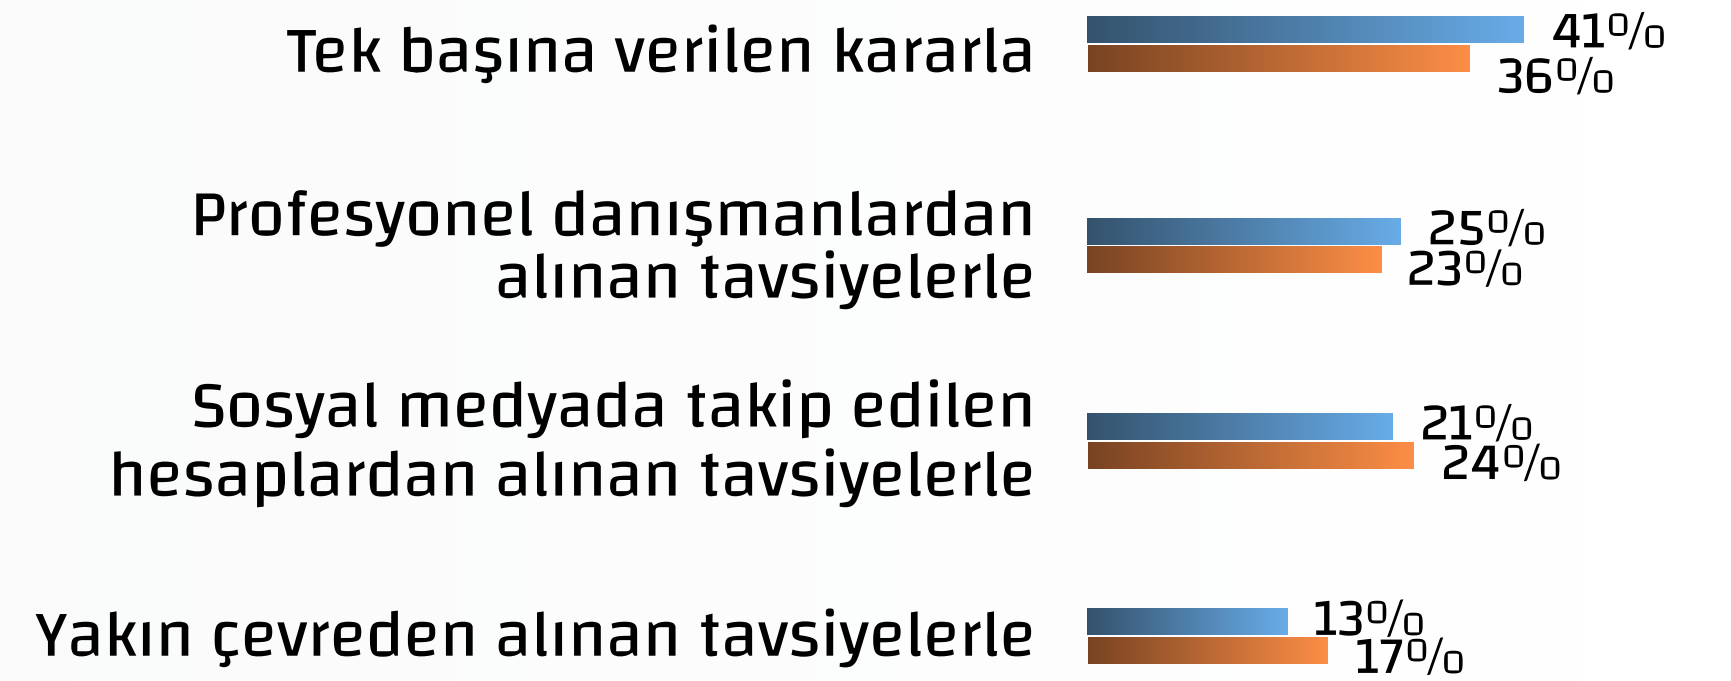 Tek başına verilen kararla
41%
36%
Profesyonel danışmanlardan
alınan tavsiyelerle
25%
23%
Sosyal medyada takip edilen
hesaplardan alınan tavsiyelerle
21%
24%
Yakın çevreden alınan tavsiyelerle
13%
17%